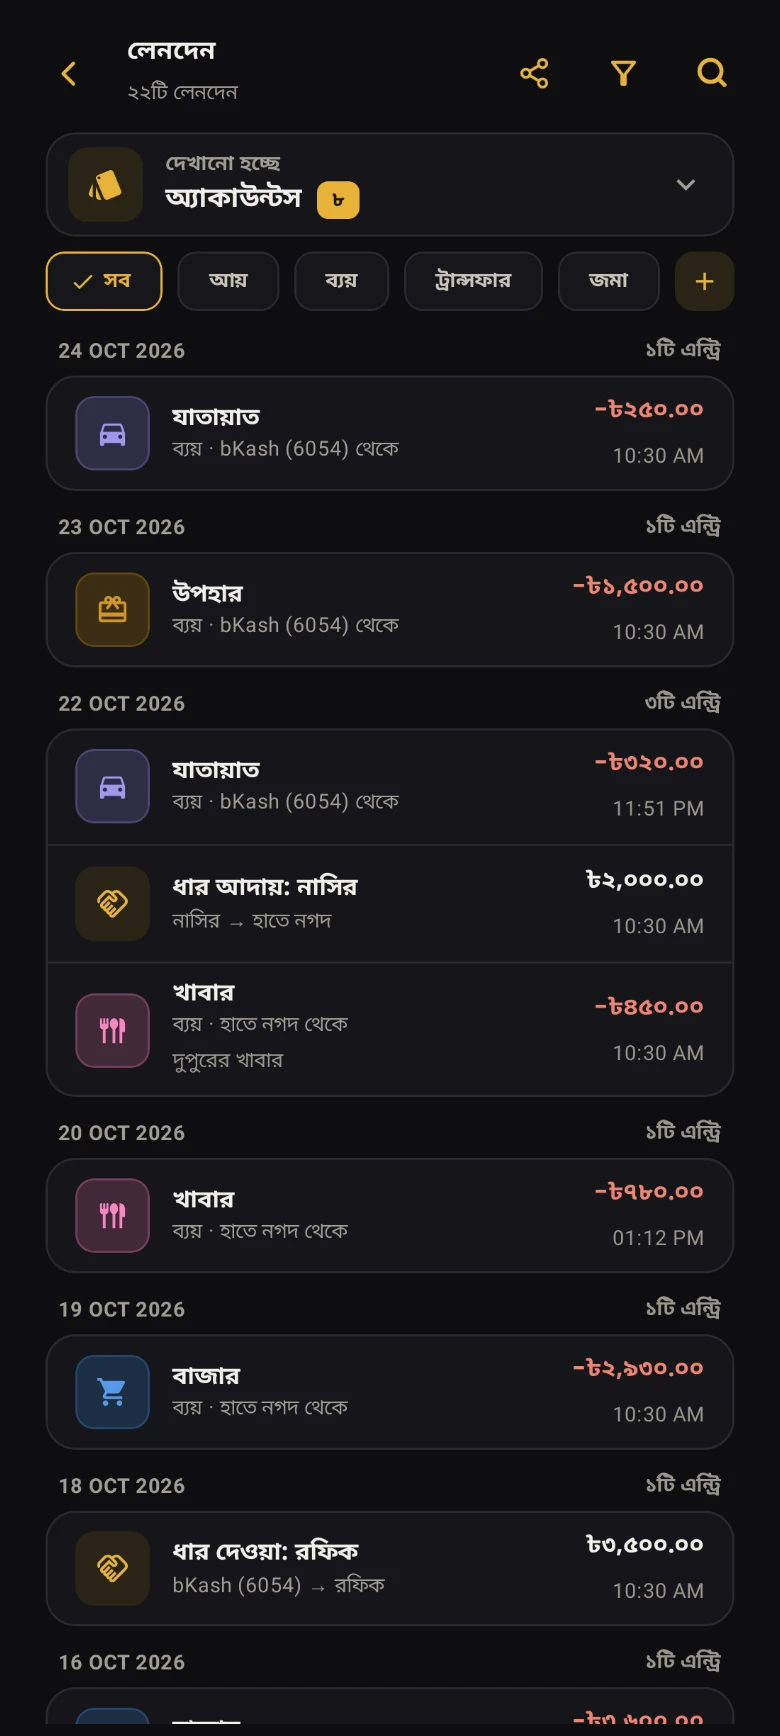 লেনদেন
২২টি লেনদেন
দেখানো হচ্ছে
অ্যাকাউন্টস ৮
সব আয় ব্যয় ট্রান্সফার জমা +
24 OCT 2026 ১টি এন্ট্রি
যাতায়াত −৳২৫০.০০
ব্যয় · bKash (6054) থেকে 10:30 AM
23 OCT 2026 ১টি এন্ট্রি
উপহার −৳১,৫০০.০০
ব্যয় · bKash (6054) থেকে 10:30 AM
22 OCT 2026 ৩টি এন্ট্রি
যাতায়াত −৳৩২০.০০
ব্যয় · bKash (6054) থেকে 11:51 PM
ধার আদায়: নাসির ৳২,০০০.০০
নাসির → হাতে নগদ 10:30 AM
খাবার −৳৪৫০.০০
ব্যয় · হাতে নগদ থেকে 10:30 AM
দুপুরের খাবার
20 OCT 2026 ১টি এন্ট্রি
খাবার −৳৭৮০.০০
ব্যয় · হাতে নগদ থেকে 01:12 PM
19 OCT 2026 ১টি এন্ট্রি
বাজার −৳২,৯৩০.০০
ব্যয় · হাতে নগদ থেকে 10:30 AM
18 OCT 2026 ১টি এন্ট্রি
ধার দেওয়া: রফিক ৳৩,৫০০.০০
bKash (6054) → রফিক 10:30 AM
16 OCT 2026 ১টি এন্ট্রি